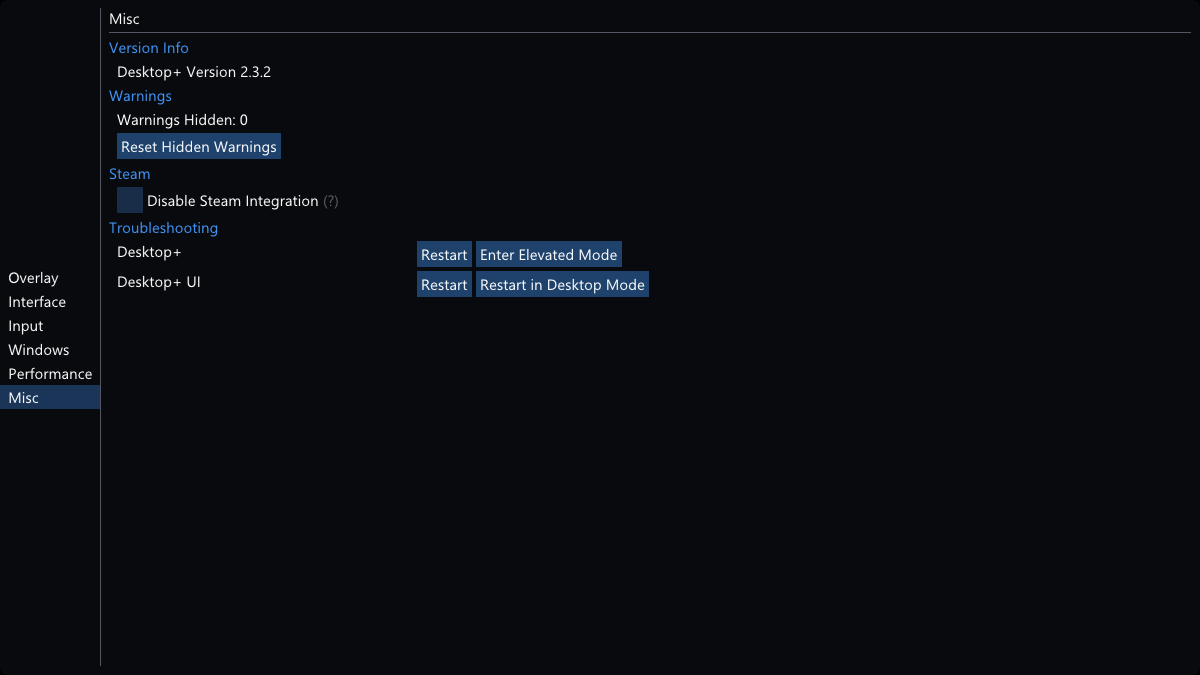 Misc
Version Info
Desktop+ Version 2.3.2
Warnings
Warnings Hidden: 0
Reset Hidden Warnings
Steam
Disable Steam Integration (?)
Troubleshooting
Desktop+ Restart Enter Elevated Mode
Desktop+ UI Restart Restart in Desktop Mode
Overlay
Interface
Input
Windows
Performance
Misc